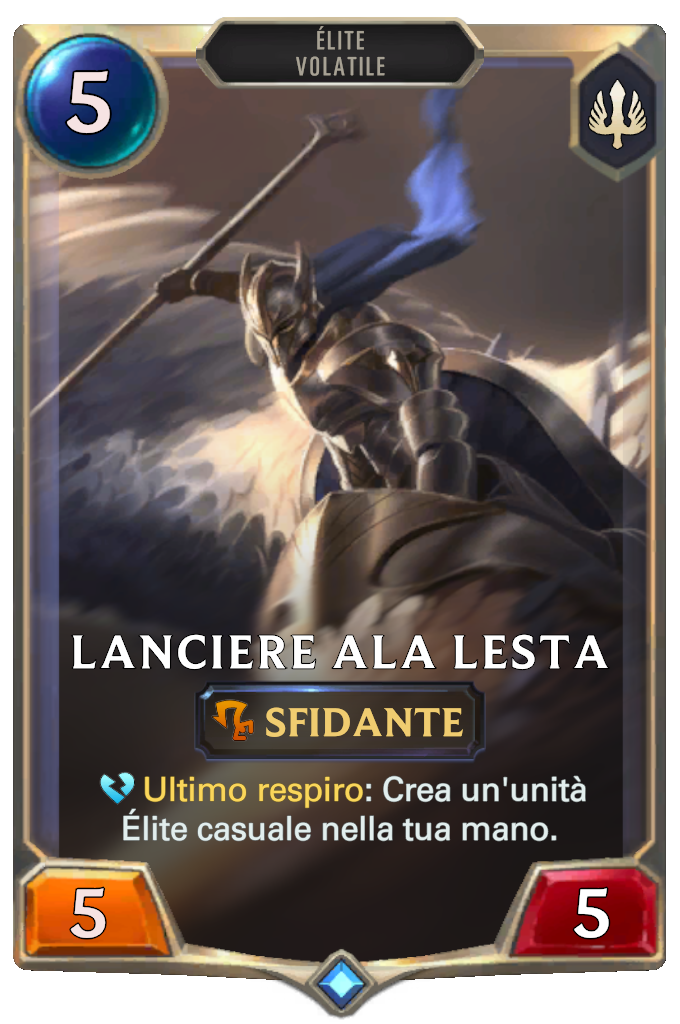 5
ÉLITE
VOLATILE
LANCIERE ALA LESTA
SFIDANTE
Ultimo respiro: Crea un'unità
Élite casuale nella tua mano.
5
5